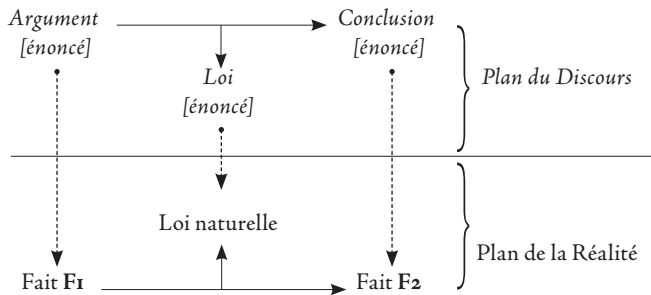 Argument
[énoncé]
Conclusion
[énoncé]
Loi
[énoncé]
Plan du Discours
Loi naturelle
Plan de la Réalité
Fait F1
Fait F2